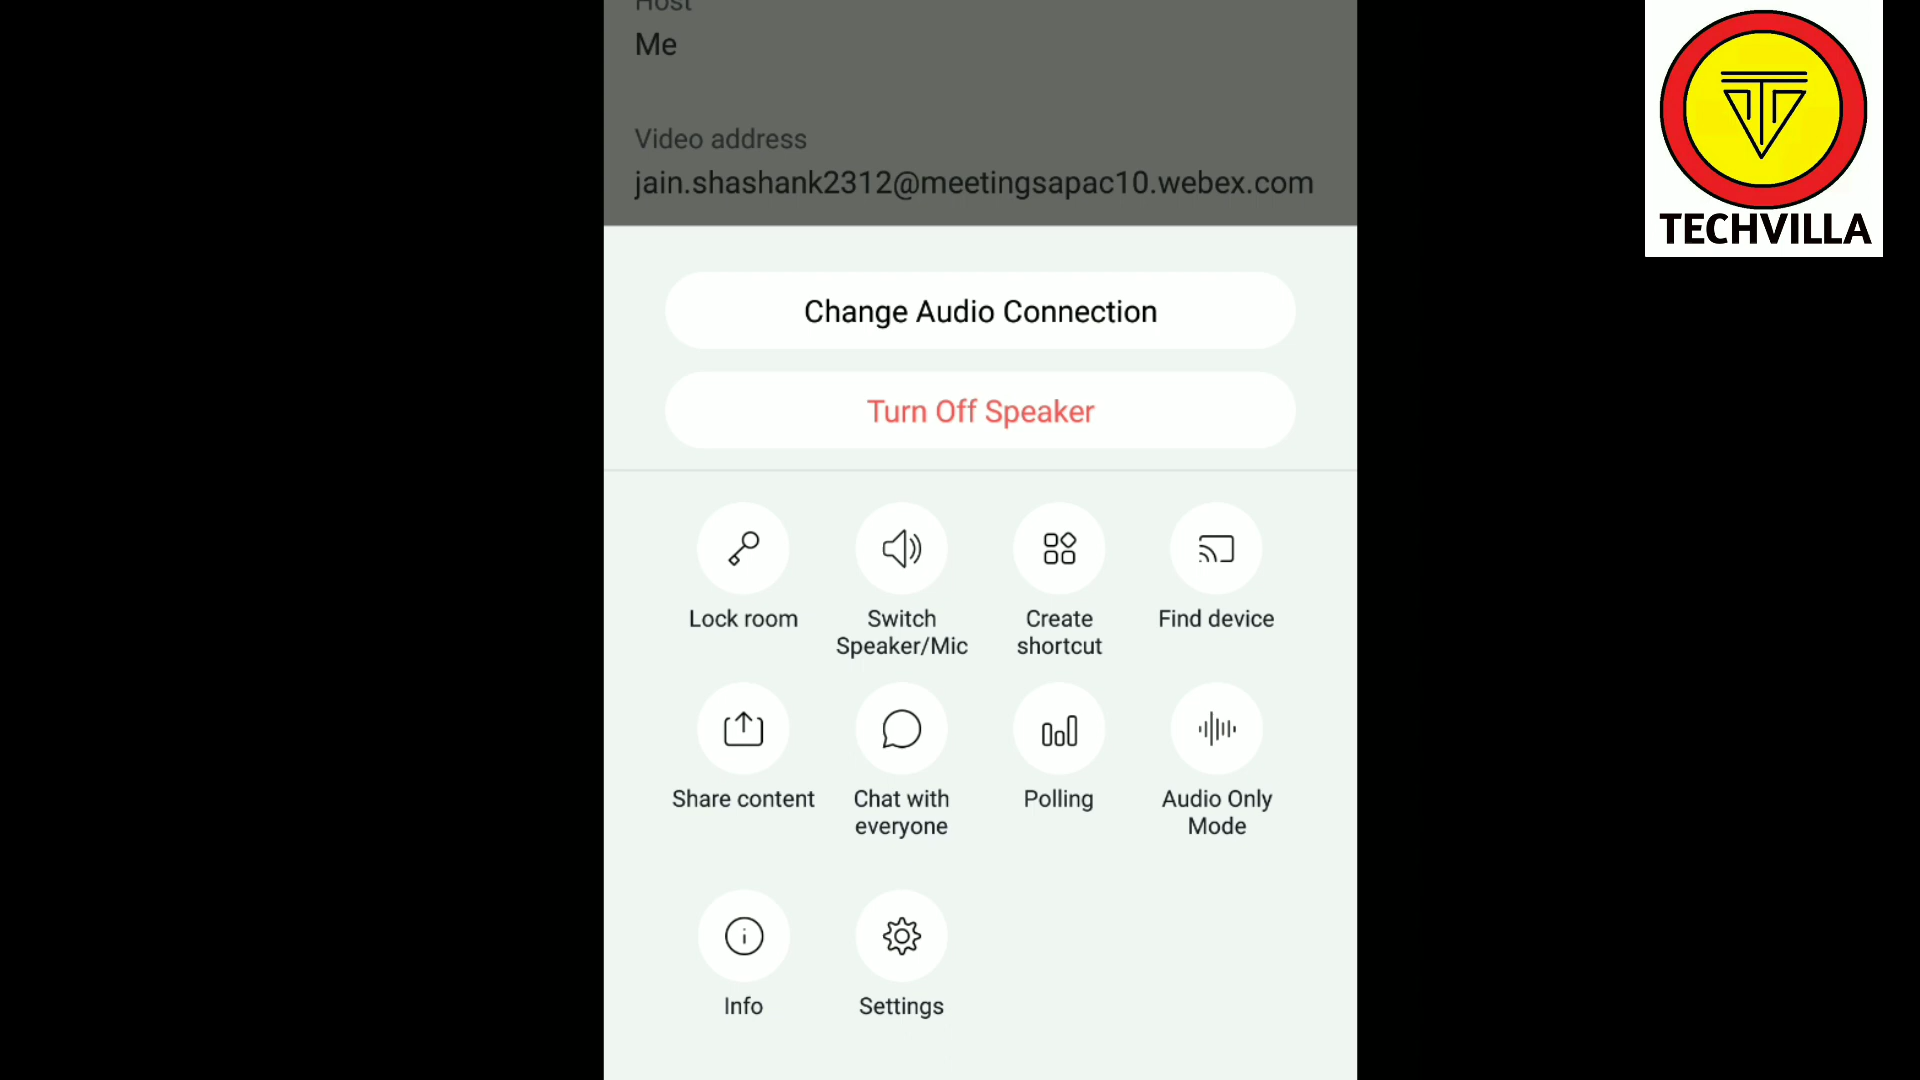 Host
Me
Video address
jain.shashank2312@meetingsapac10.webex.com
TECHVILLA
Change Audio Connection
Turn Off Speaker
Lock room
Switch
Speaker/Mic
Create
shortcut
Find device
Share content
Chat with
everyone
Polling
Audio Only
Mode
Info
Settings